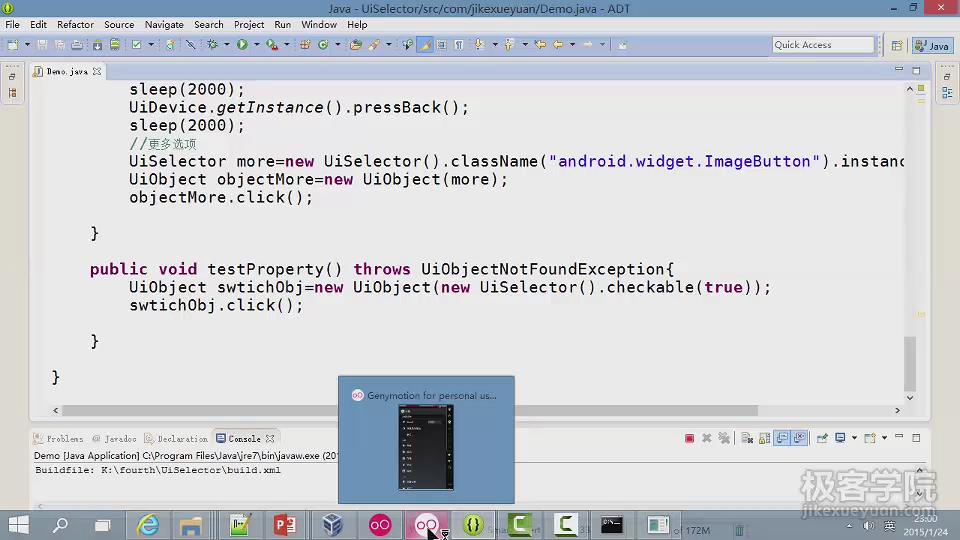 Java - UiSelector/src/com/jikexueyuan/Demo.java - ADT
File Edit Refactor Source Navigate Search Project Run Window Help
Quick Access
Java
Demo.java
sleep(2000);
UiDevice.getInstance().pressBack();
sleep(2000);
//更多选项
UiSelector more=new UiSelector().className("android.widget.ImageButton").instanc
UiObject objectMore=new UiObject(more);
objectMore.click();
}
public void testProperty() throws UiObjectNotFoundException{
UiObject swtichObj=new UiObject(new UiSelector().checkable(true));
swtichObj.click();
}
}
Genymotion for personal us...
Problems @ Javadoc Declaration Console
Demo [Java Application] C:\Program Files\Java\jre7\bin\javaw.exe (201
Buildfile: K:\fourth\UiSelector\build.xml
极客学院
jikexueyuan.com
of 172M
英
23:00
2015/1/24